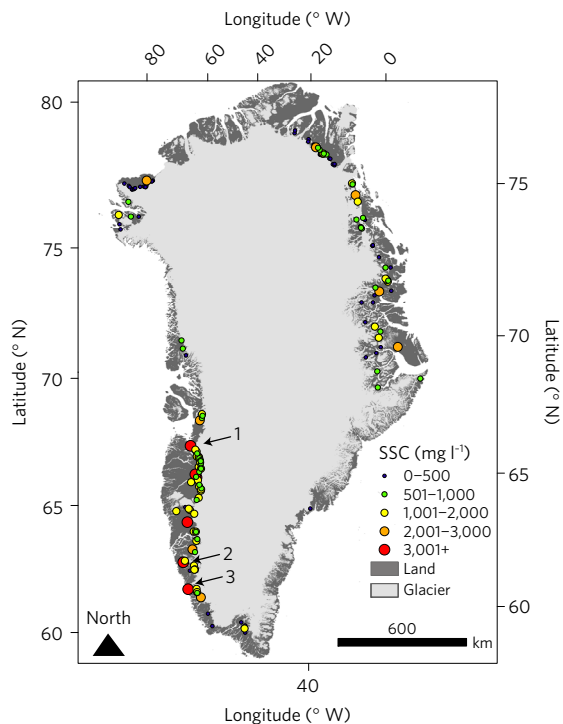 Longitude (° W)
80 60 40 20 0
80
75
70
65
60
Latitude (° N)
75
70
65
60
Latitude (° N)
1
2
3
SSC (mg l⁻¹)
0–500
501–1,000
1,001–2,000
2,001–3,000
3,001+
Land
Glacier
North
600
km
40
Longitude (° W)